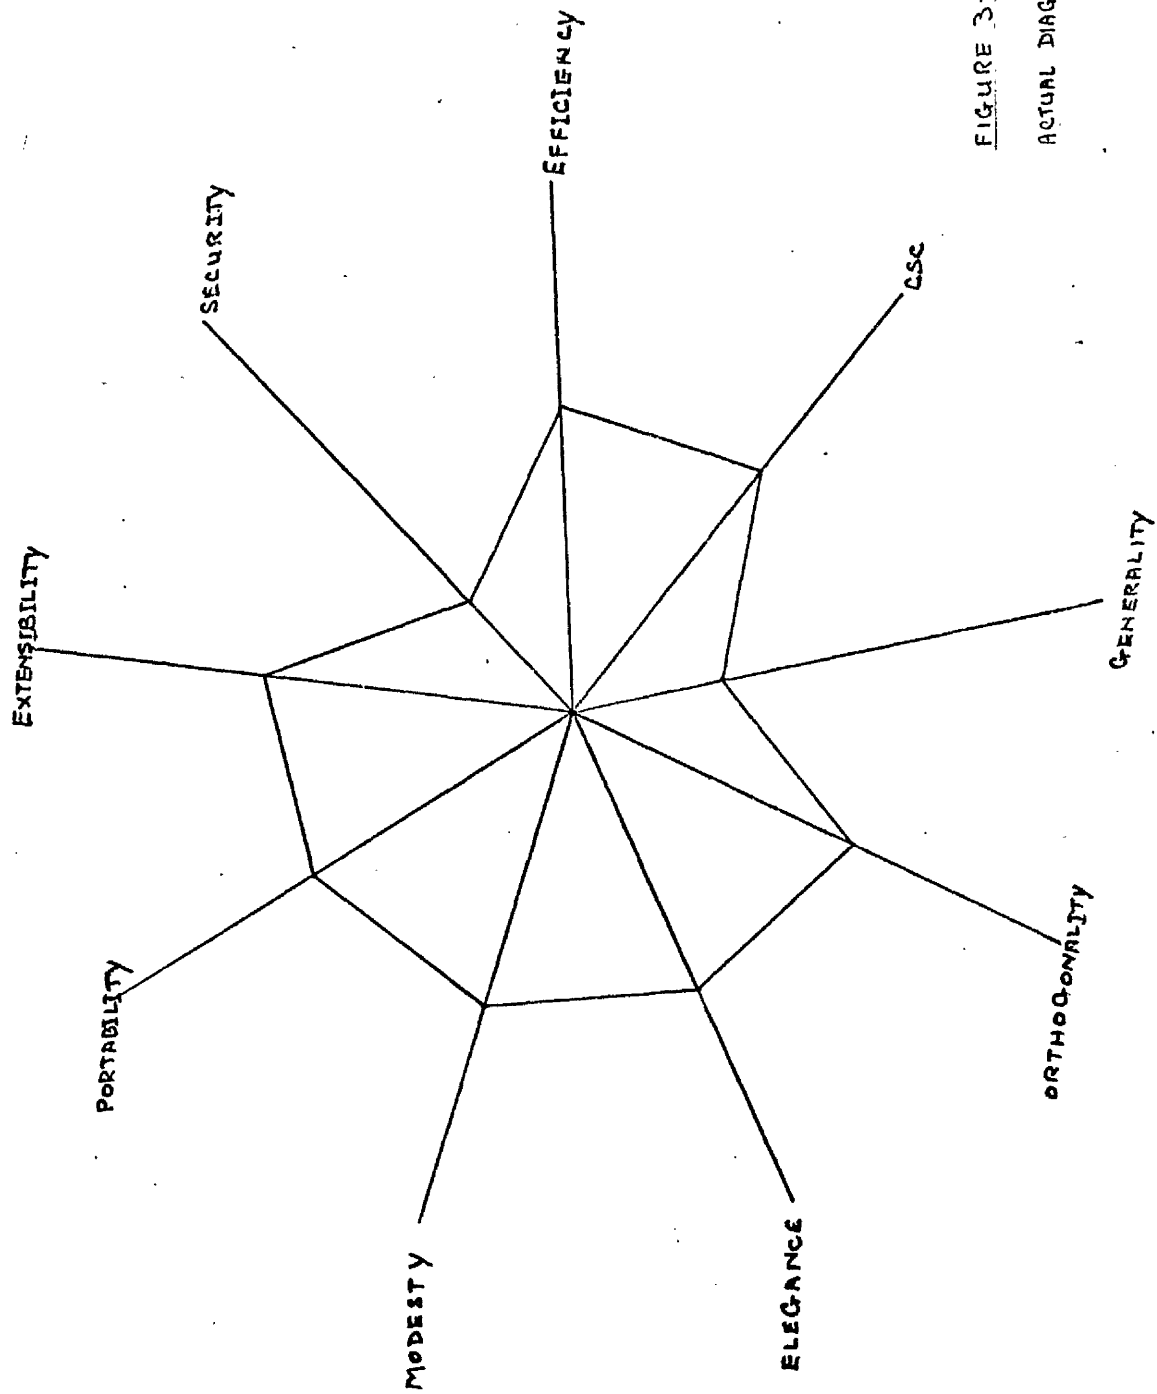 EXTENSIBILITY
PORTABILITY
SECURITY
MODESTY
EFFICIENCY
ELEGANCE
CSC
ORTHOGONALITY
GENERALITY
FIGURE 3:
ACTUAL DIAG